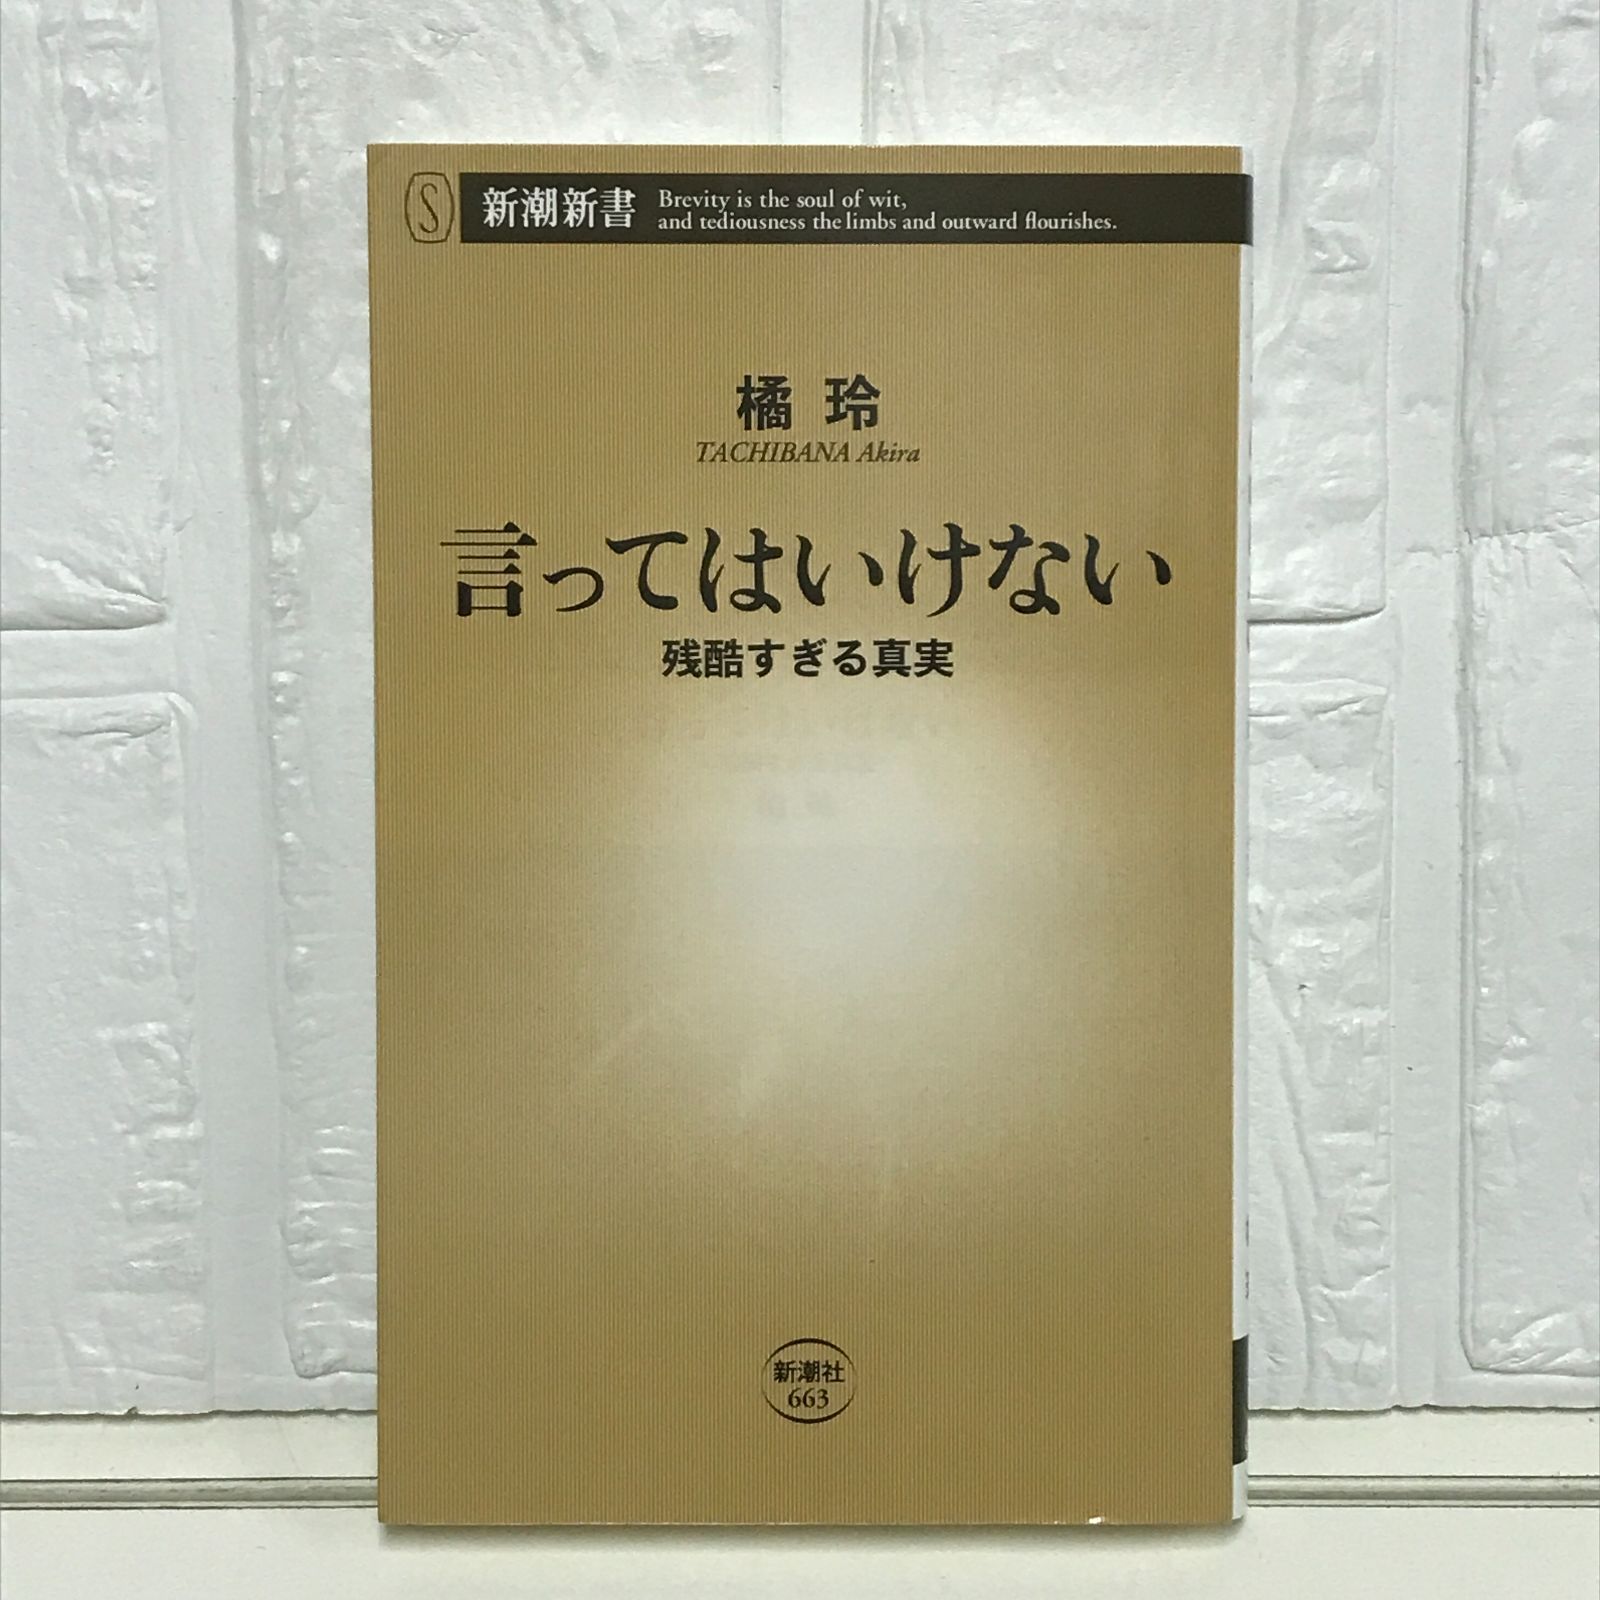 S
新潮新書
Brevity is the soul of wit,
and tediousness the limbs and outward flourishes.
橘 玲
TACHIBANA Akira
言ってはいけない
残酷すぎる真実
新潮社
663